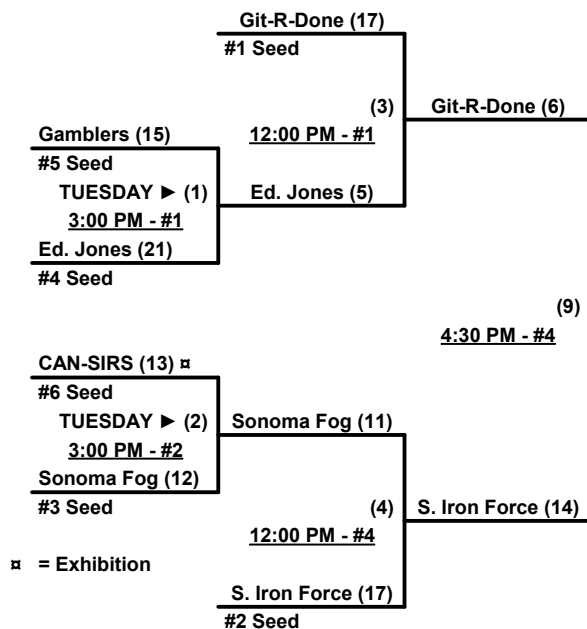 Git-R-Done (17)
#1 Seed
(3)
12:00 PM - #1
Git-R-Done (6)
Gamblers (15)
#5 Seed
TUESDAY ► (1)
3:00 PM - #1
Ed. Jones (5)
Ed. Jones (21)
#4 Seed
(9)
4:30 PM - #4
CAN-SIRS (13) ¤
#6 Seed
TUESDAY ► (2)
3:00 PM - #2
Sonoma Fog (11)
Sonoma Fog (12)
#3 Seed
(4)
12:00 PM - #4
S. Iron Force (14)
¤ = Exhibition
S. Iron Force (17)
#2 Seed